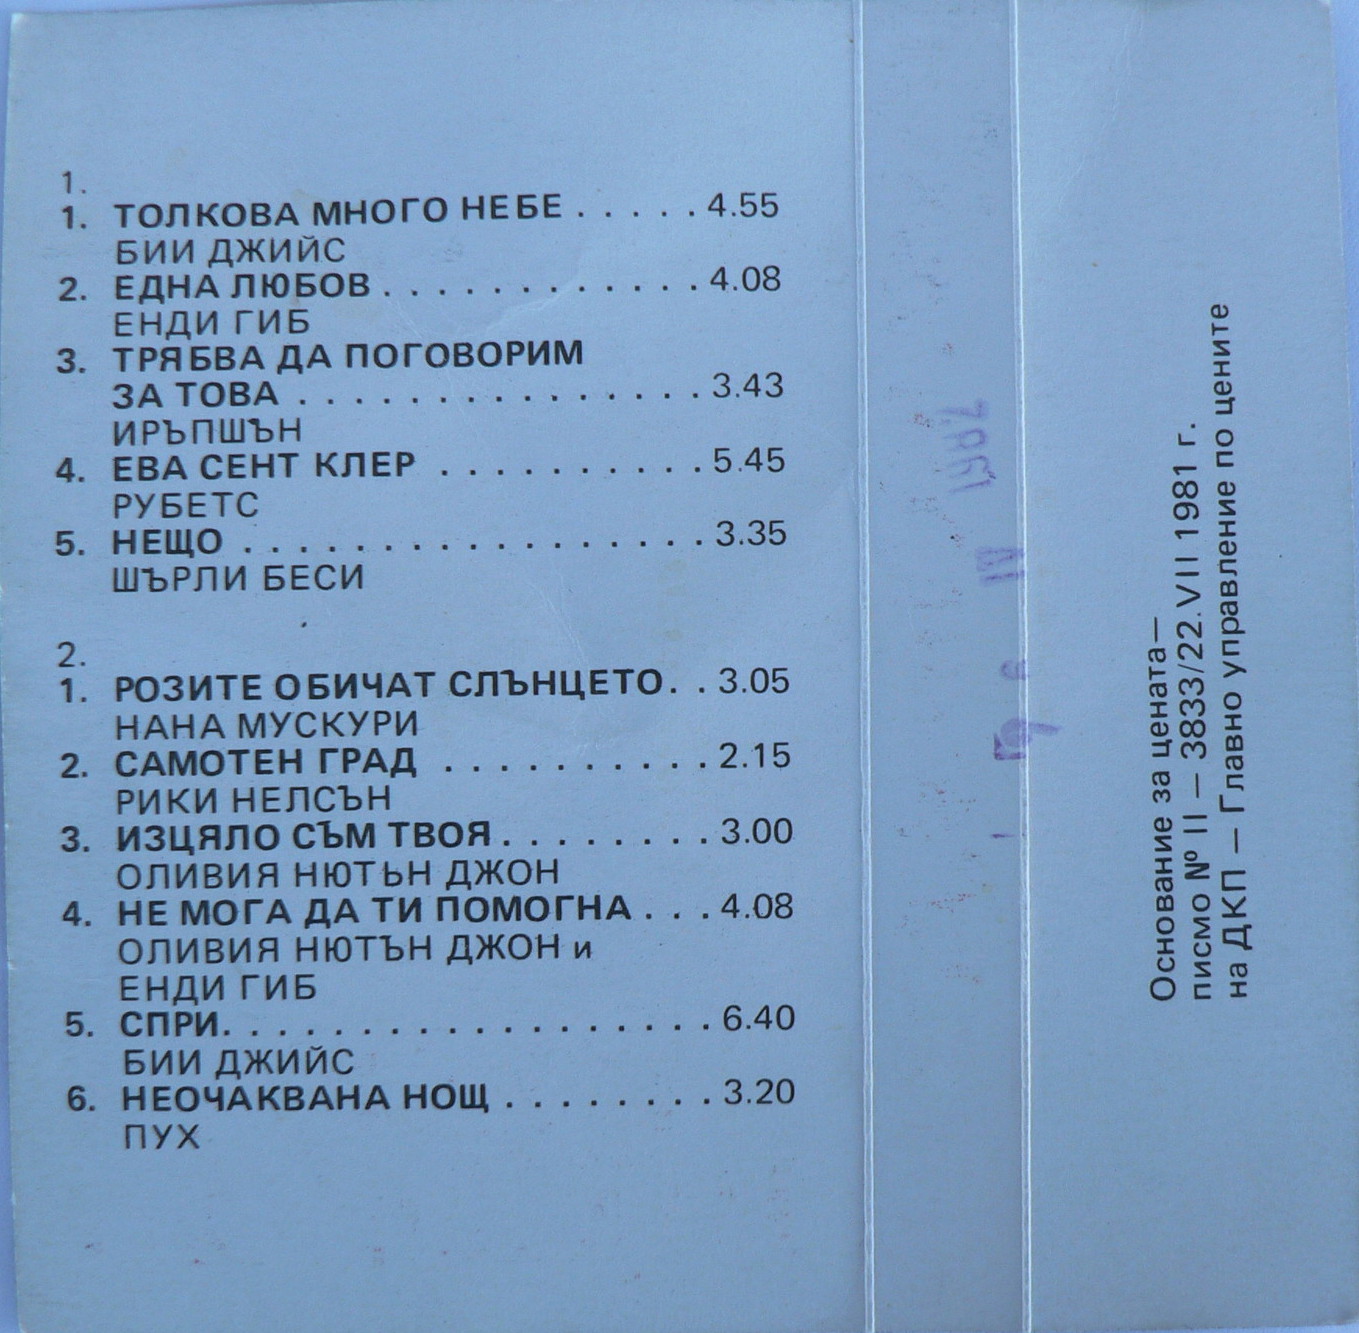 1.
1. ТОЛКОВА МНОГО НЕБЕ . . . . . 4.55
БИИ ДЖИЙС
2. ЕДНА ЛЮБОВ . . . . . . . . . . . . 4.08
ЕНДИ ГИБ
3. ТРЯБВА ДА ПОГОВОРИМ
ЗА ТОВА . . . . . . . . . . . . . . . . 3.43
ИРЪПШЪН
4. ЕВА СЕНТ КЛЕР . . . . . . . . . . 5.45
РУБЕТС
5. НЕЩО . . . . . . . . . . . . . . . . . 3.35
ШЪРЛИ БЕСИ
2.
1. РОЗИТЕ ОБИЧАТ СЛЪНЦЕТО. . 3.05
НАНА МУСКУРИ
2. САМОТЕН ГРАД . . . . . . . . . . 2.15
РИКИ НЕЛСЪН
3. ИЗЦЯЛО СЪМ ТВОЯ. . . . . . . . 3.00
ОЛИВИЯ НЮТЪН ДЖОН
4. НЕ МОГА ДА ТИ ПОМОГНА . . . 4.08
ОЛИВИЯ НЮТЪН ДЖОН и
ЕНДИ ГИБ
5. СПРИ. . . . . . . . . . . . . . . . . . . 6.40
БИИ ДЖИЙС
6. НЕОЧАКВАНА НОЩ . . . . . . . . 3.20
ПУХ
Основание за цената—
писмо № II — 3833/22.VII 1981 г.
на ДКП — Главно управление по цените